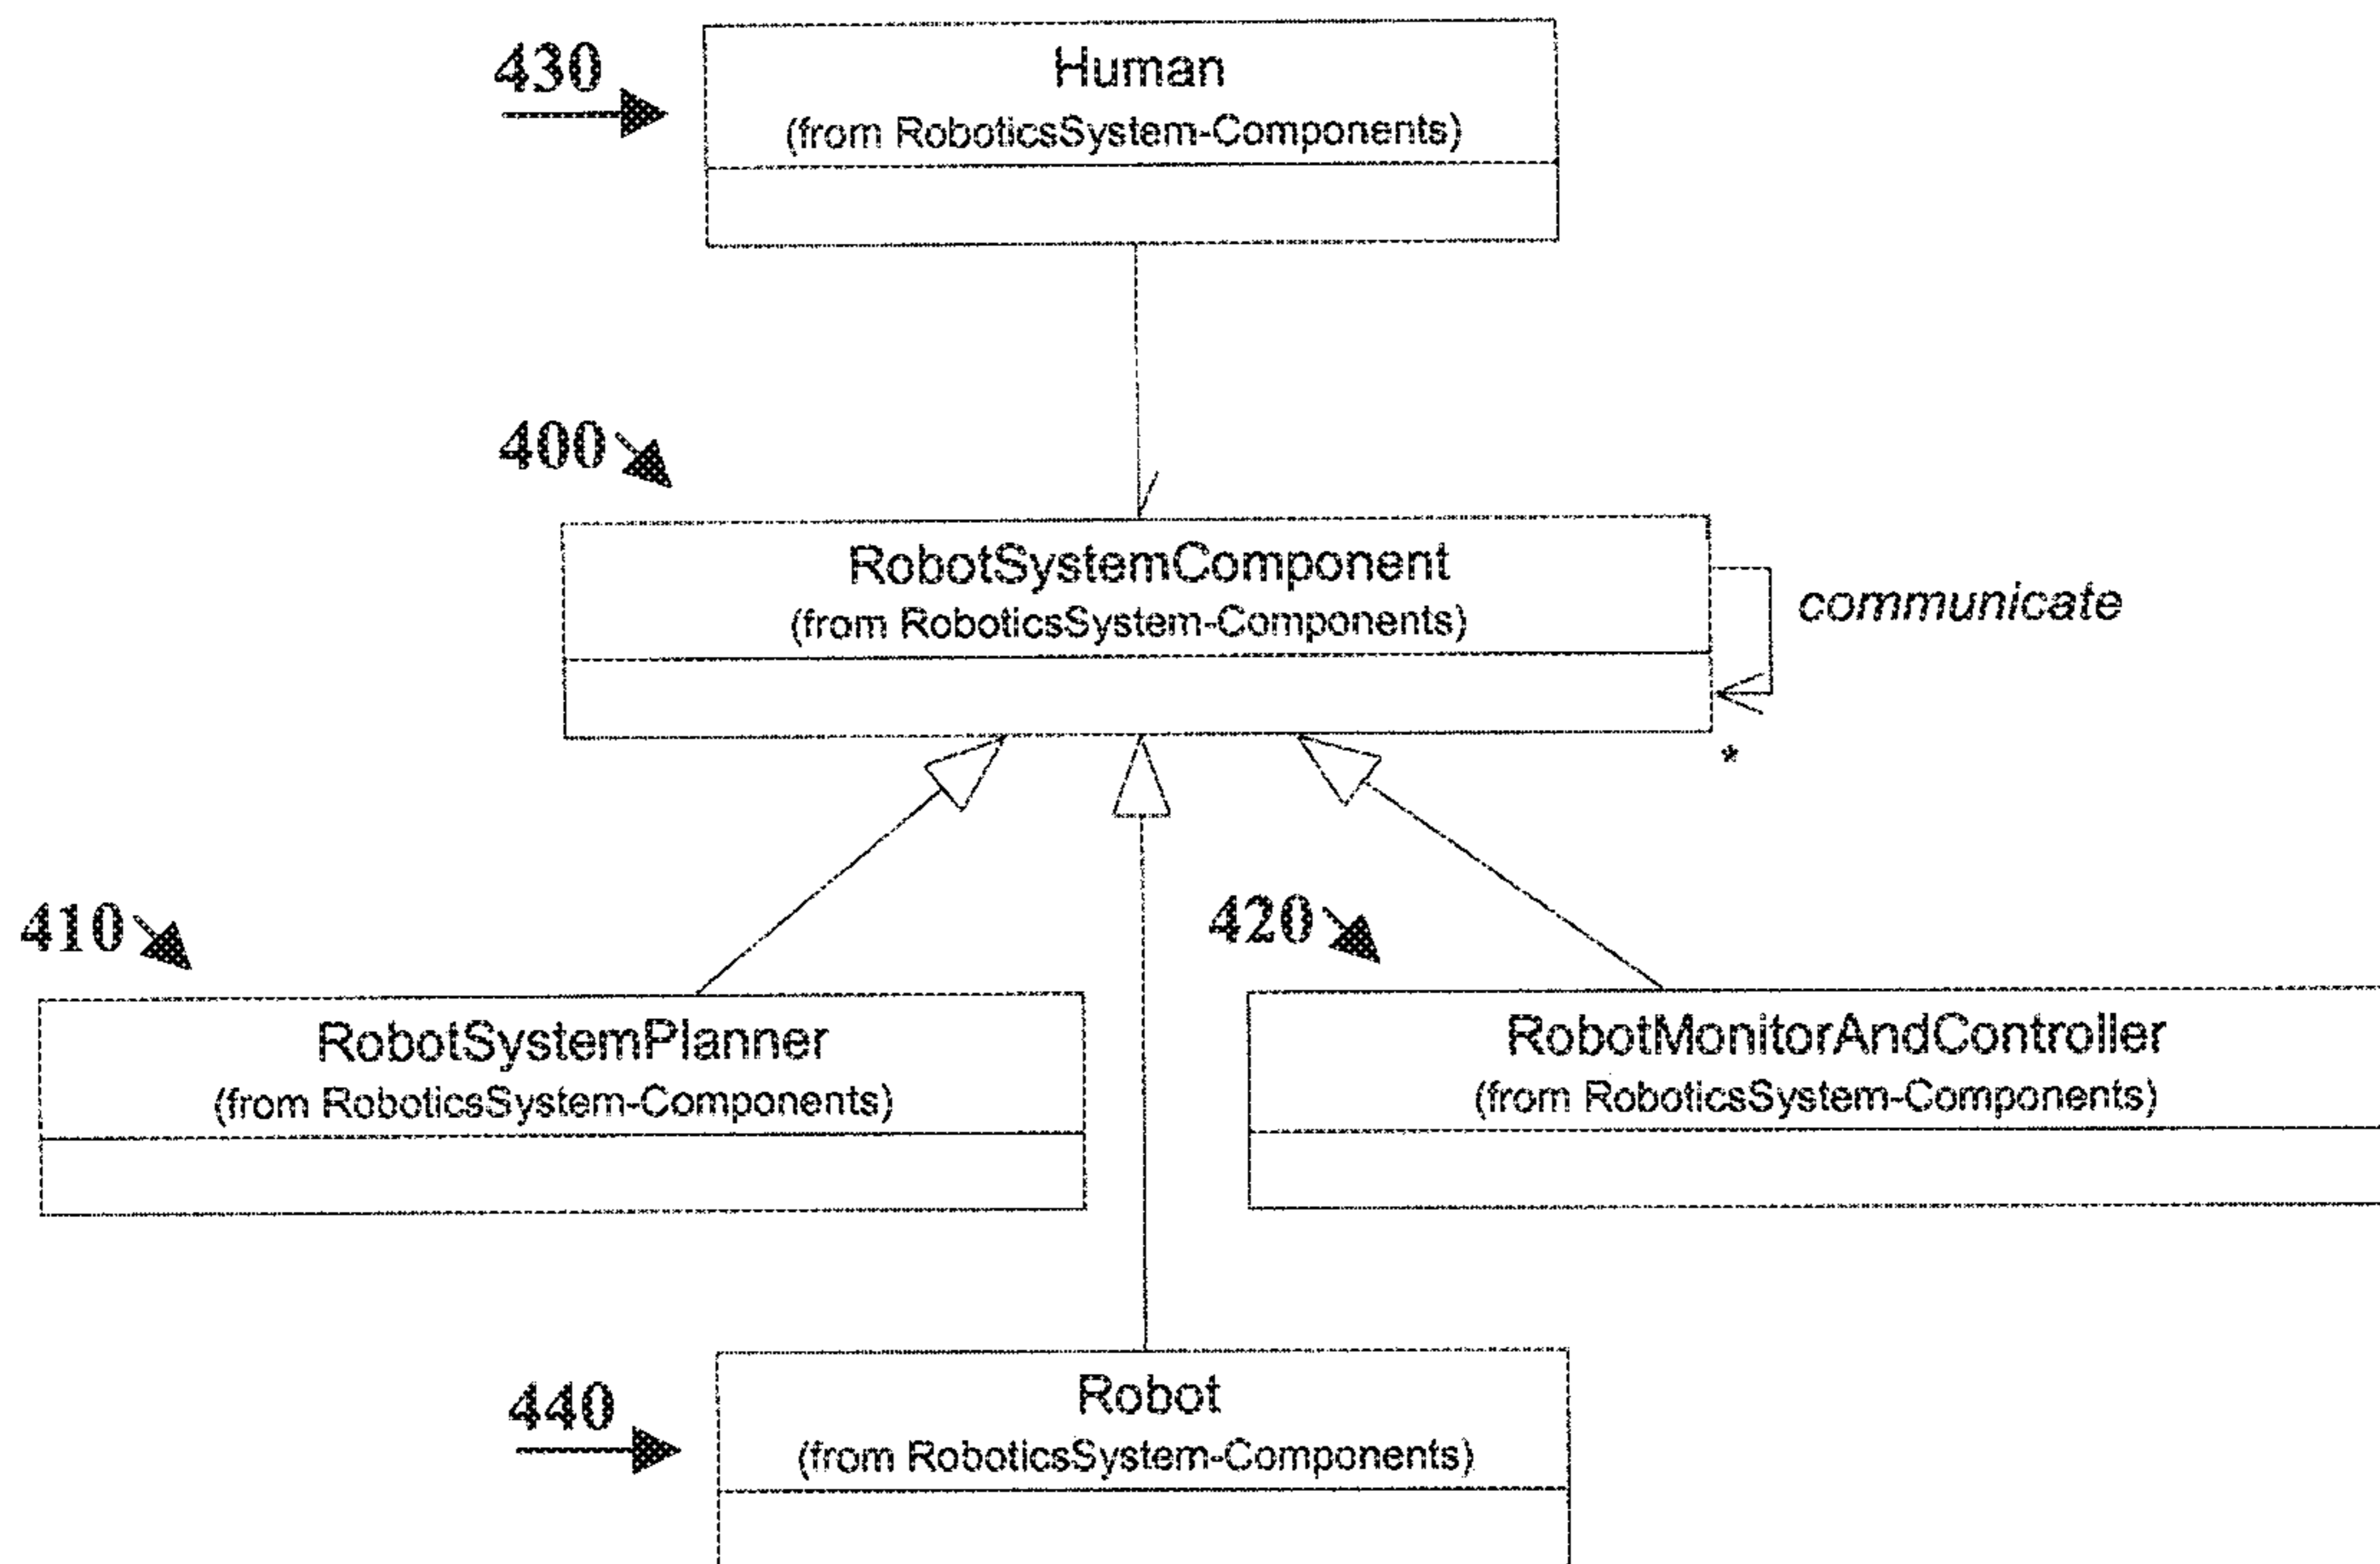 430
Human
(from RoboticsSystem-Components)
400
RobotSystemComponent
(from RoboticsSystem-Components)
communicate
*
410
420
RobotSystemPlanner
(from RoboticsSystem-Components)
RobotMonitorAndController
(from RoboticsSystem-Components)
440
Robot
(from RoboticsSystem-Components)